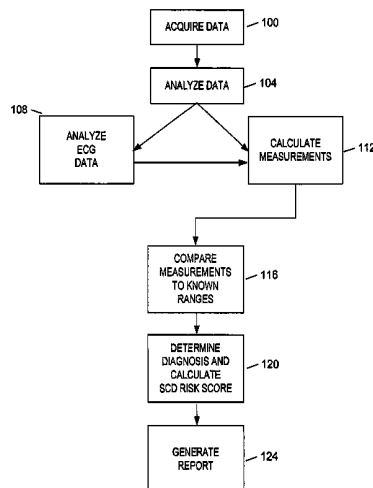 ACQUIRE DATA
100
ANALYZE DATA
104
108
ANALYZE
ECG
DATA
CALCULATE
MEASUREMENTS
112
COMPARE
MEASUREMENTS
TO KNOWN
RANGES
116
DETERMINE
DIAGNOSIS AND
CALCULATE
SCD RISK SCORE
120
GENERATE
REPORT
124